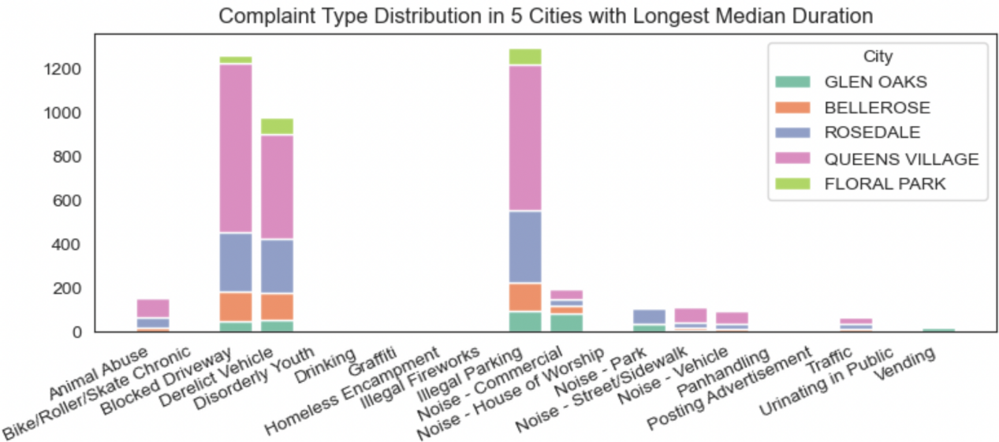 Complaint Type Distribution in 5 Cities with Longest Median Duration
1200
1000
800
600
400
200
0
City
GLEN OAKS
BELLEROSE
ROSEDALE
QUEENS VILLAGE
FLORAL PARK
Animal Abuse
Bike/Roller/Skate Chronic
Blocked Driveway
Derelict Vehicle
Disorderly Youth
Drinking
Graffiti
Homeless Encampment
Illegal Fireworks
Illegal Parking
Noise - Commercial
Noise - House of Worship
Noise - Park
Noise - Street/Sidewalk
Noise - Vehicle
Panhandling
Posting Advertisement
Traffic
Urinating in Public
Vending